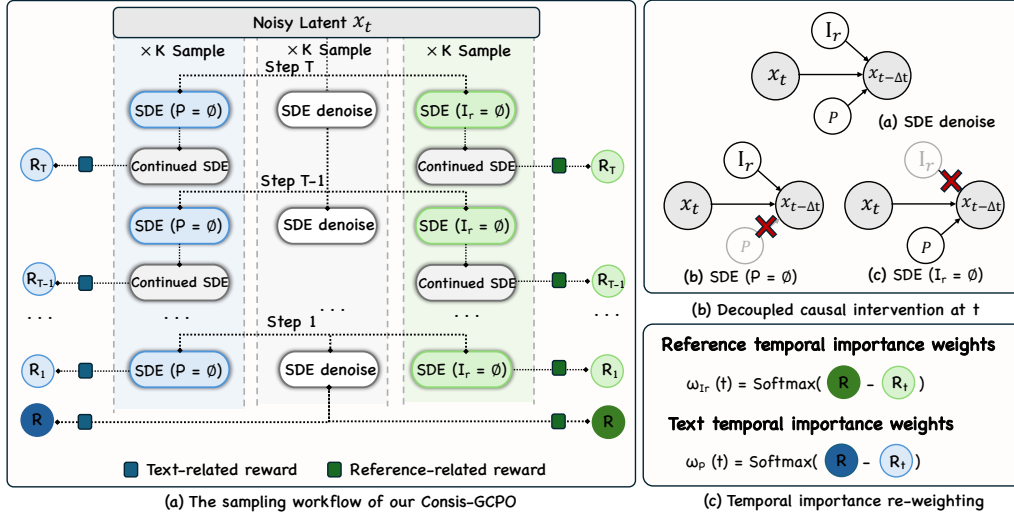 Noisy Latent x_t
× K Sample × K Sample × K Sample
Step T
SDE (P = ∅) SDE denoise SDE (I_r = ∅)
R_T Continued SDE Continued SDE R_T
Step T-1
SDE (P = ∅) SDE denoise SDE (I_r = ∅)
R_T-1 Continued SDE Continued SDE R_T-1
... ... ... ... ...
Step 1
R_1 SDE (P = ∅) SDE denoise SDE (I_r = ∅) R_1
R R
Text-related reward Reference-related reward
(a) The sampling workflow of our Consis-GCPO
I_r
x_t x_t-Δt
P
(a) SDE denoise
I_r I_r
x_t x_t-Δt x_t x_t-Δt
P P
(b) SDE (P = ∅) (c) SDE (I_r = ∅)
(b) Decoupled causal intervention at t
Reference temporal importance weights
ω_Ir (t) = Softmax( R - R_t )
Text temporal importance weights
ω_P (t) = Softmax( R - R_t )
(c) Temporal importance re-weighting